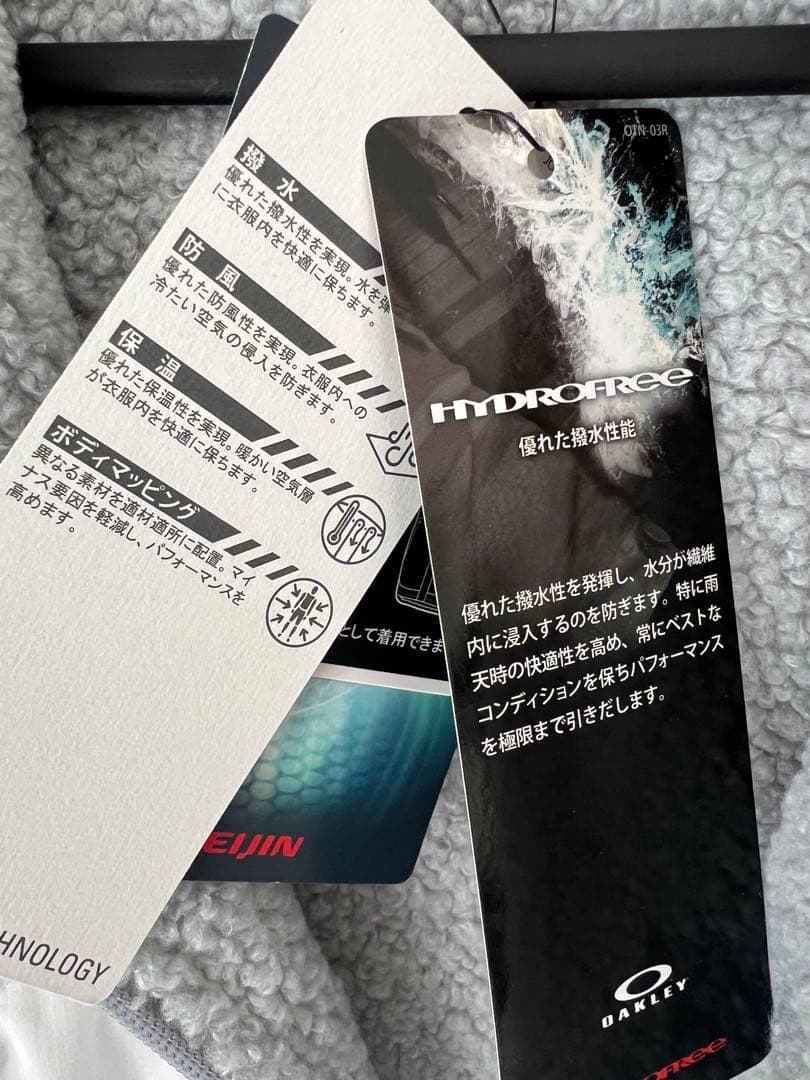 撥水
優れた撥水性を実現。水を弾
に衣服内を快適に保ちます。
防風
優れた防風性を実現。衣服内への
冷たい空気の侵入を防ぎます。
保温
優れた保温性を実現。暖かい空気層
が衣服内を快適に保ちます。
ボディマッピング
異なる素材を適材適所に配置。マイ
ナス要因を軽減し、パフォーマンスを
高めます。
HNOLOGY
として着用できま
EIJIN
OTN-03R
HYDROFREE
優れた撥水性能
優れた撥水性を発揮し、水分が繊維
内に浸入するのを防ぎます。特に雨
天時の快適性を高め、常にベストな
コンディションを保ちパフォーマンス
を極限まで引きだします。
OAKLEY
ROFREE